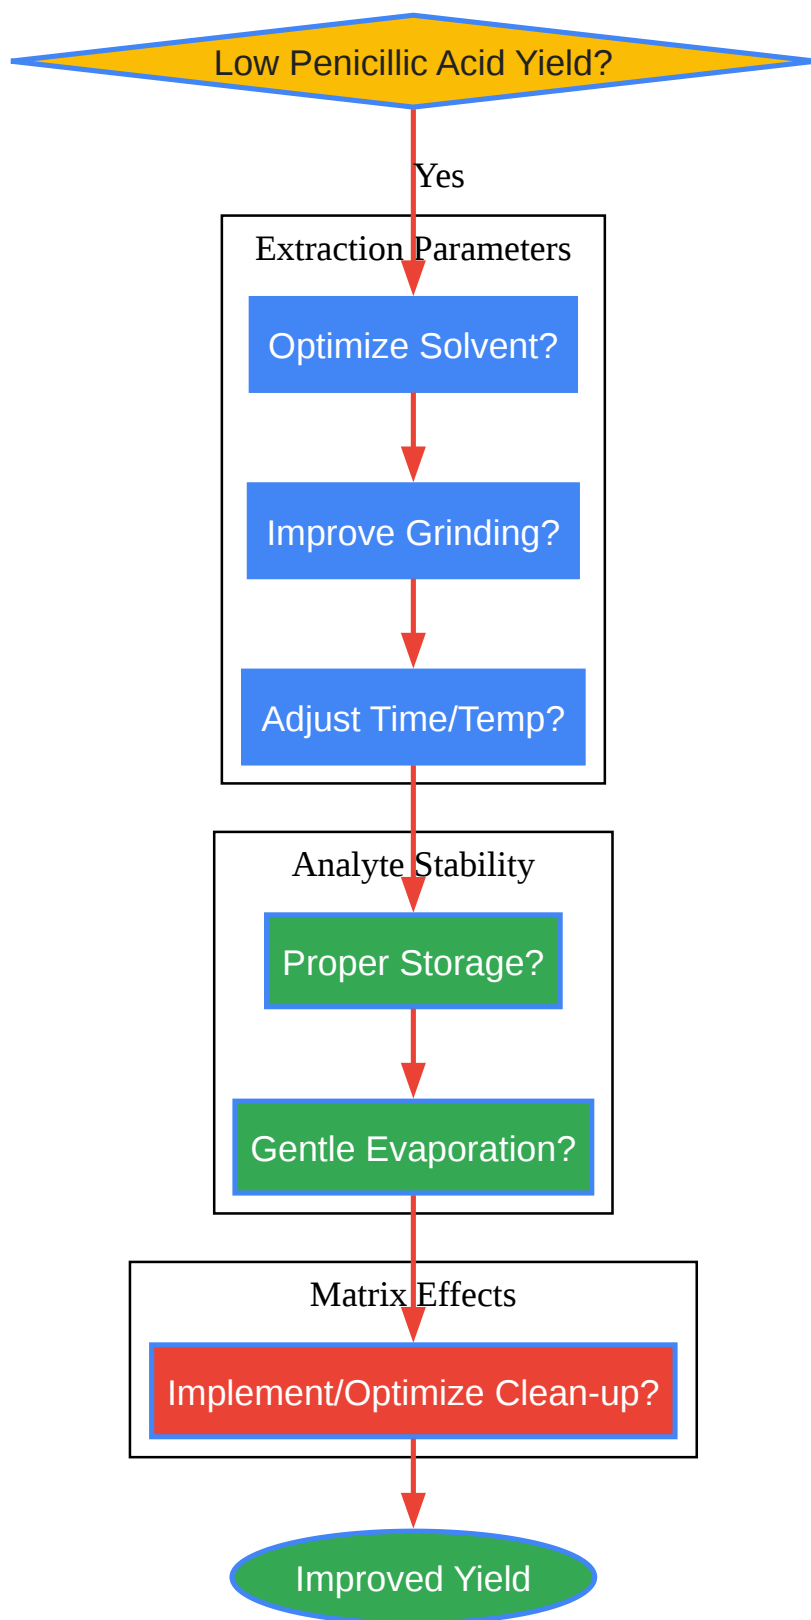 Low Penicillic Acid Yield?
Yes
Extraction Parameters
Optimize Solvent?
Improve Grinding?
Adjust Time/Temp?
Analyte Stability
Proper Storage?
Gentle Evaporation?
Matrix Effects
Implement/Optimize Clean-up?
Improved Yield